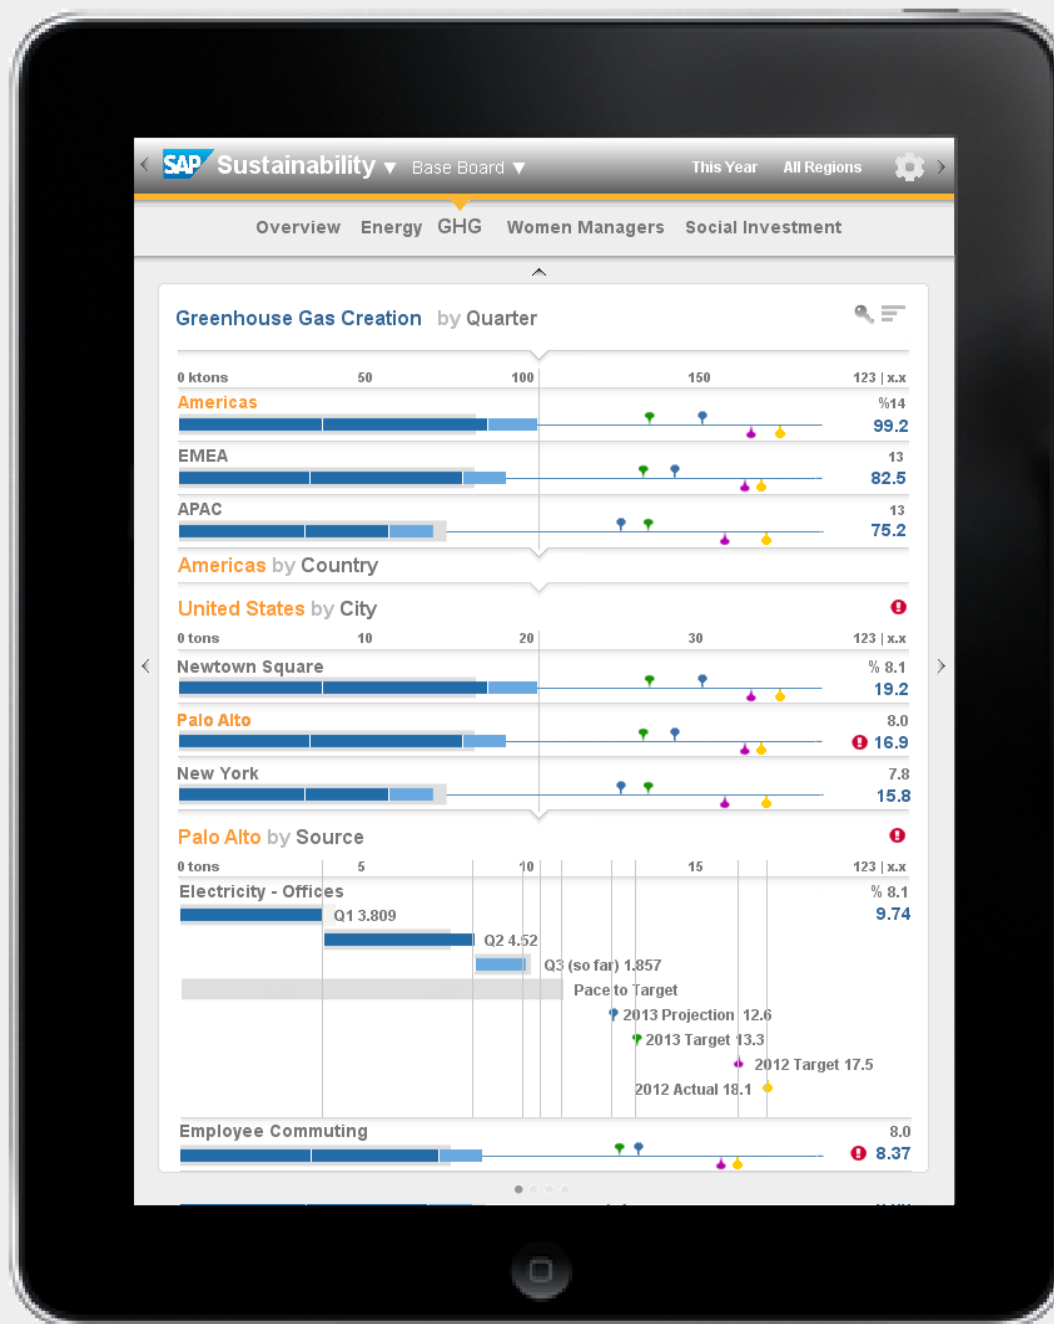 SAP Sustainability Base Board This Year All Regions
Overview Energy GHG Women Managers Social Investment
Greenhouse Gas Creation by Quarter
0 ktons 50 100 150 123 | x.x
Americas %14
99.2
EMEA 13
82.5
APAC 13
75.2
Americas by Country
United States by City
0 tons 10 20 30 123 | x.x
Newtown Square % 8.1
19.2
Palo Alto 8.0
16.9
New York 7.8
15.8
Palo Alto by Source
0 tons 5 10 15 123 | x.x
Electricity - Offices % 8.1
Q1 3.809 9.74
Q2 4.52
Q3 (so far) 1.857
Pace to Target
2013 Projection 12.6
2013 Target 13.3
2012 Target 17.5
2012 Actual 18.1
Employee Commuting 8.0
8.37